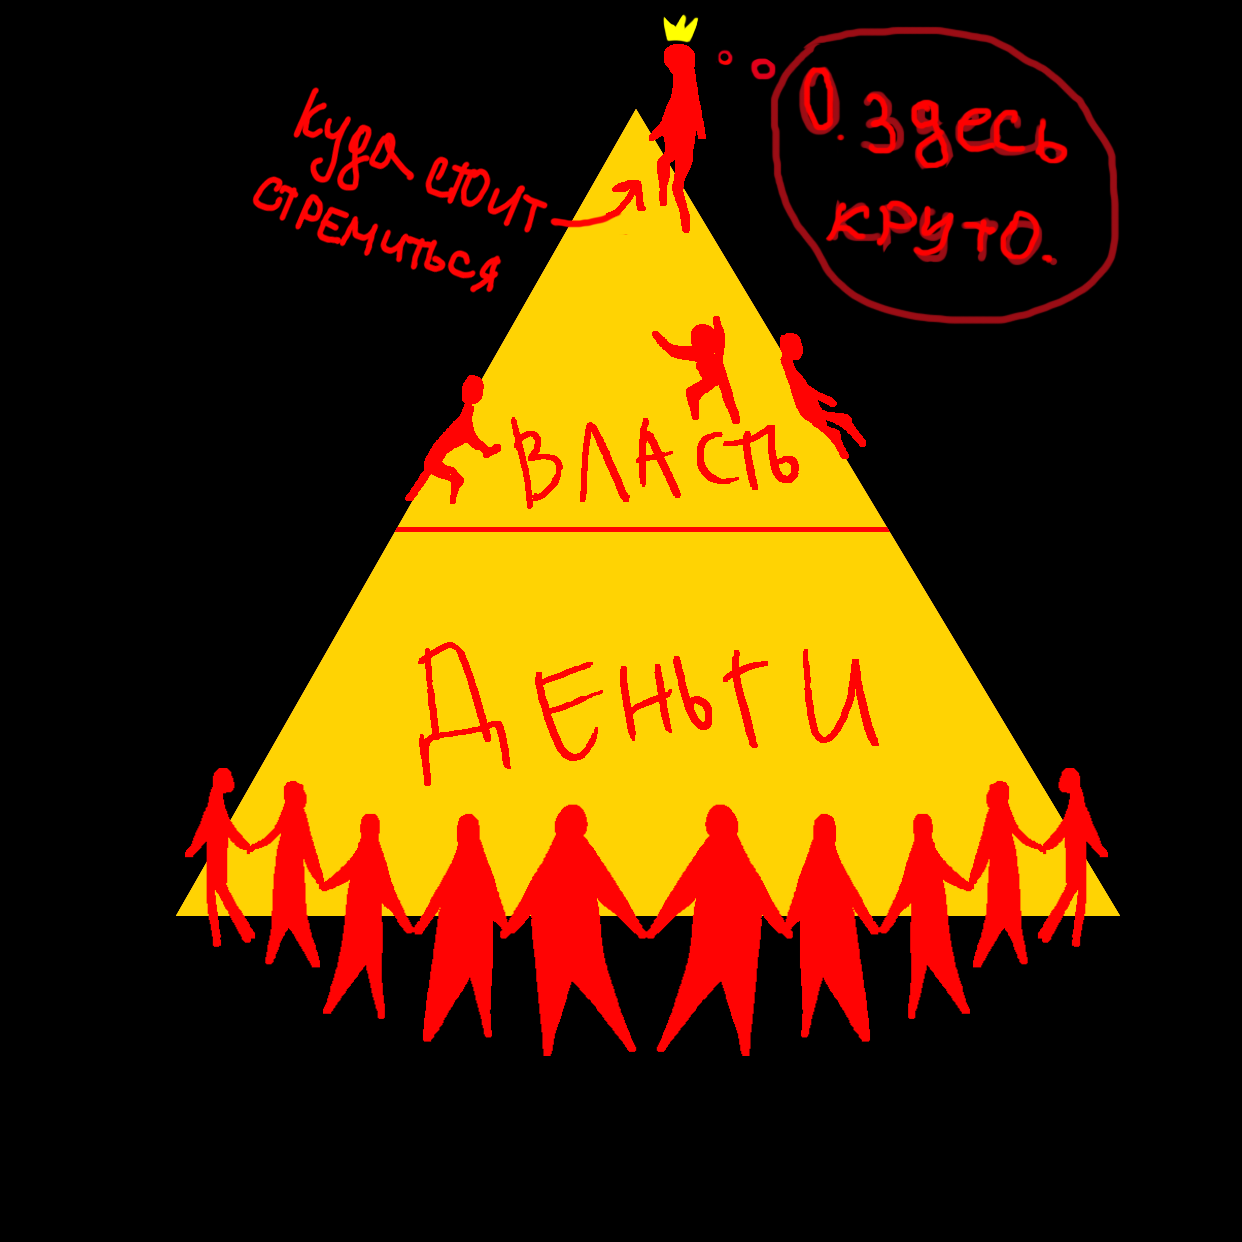 О. Здесь
круто.
Куда стоит
стремиться
Власть
Деньги